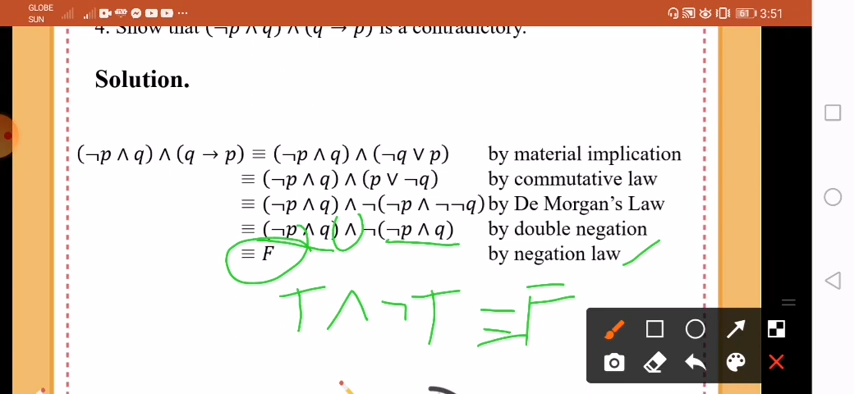 GLOBE
SUN
61 3:51
4. Show that (¬p ∧ q) ∧ (q → p) is a contradictory.
Solution.
(¬p ∧ q) ∧ (q → p) ≡ (¬p ∧ q) ∧ (¬q ∨ p) by material implication
≡ (¬p ∧ q) ∧ (p ∨ ¬q) by commutative law
≡ (¬p ∧ q) ∧ ¬(¬p ∧ ¬¬q) by De Morgan's Law
≡ (¬p ∧ q) ∧ ¬(¬p ∧ q) by double negation
≡ F by negation law
T ∧ ¬T ≡ F